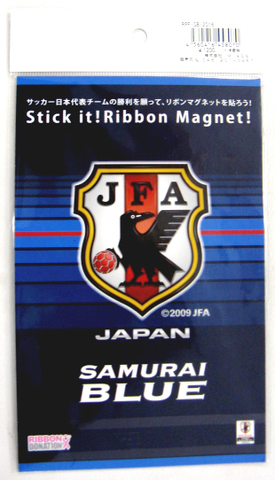 サッカー日本代表チームの勝利を願って、リボンマグネットを貼ろう!
Stick it! Ribbon Magnet!
JFA
©2009 JFA
JAPAN
SAMURAI
BLUE
RIBBON
DONATION